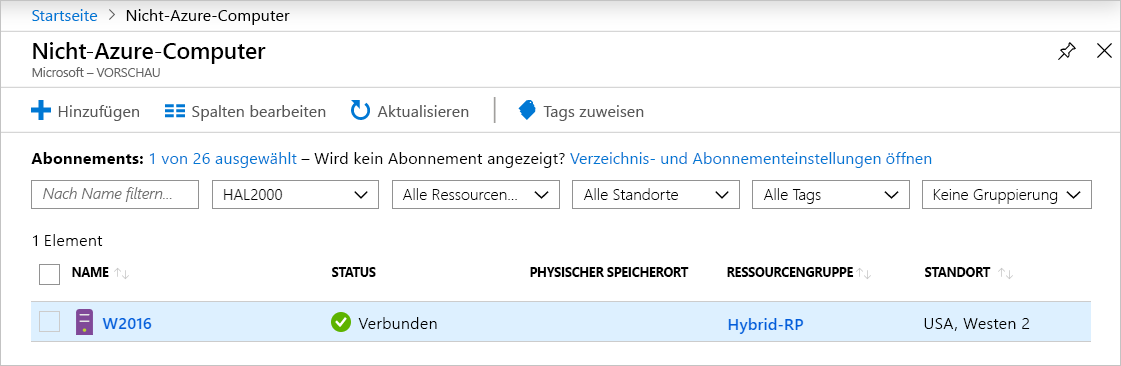 Startseite > Nicht-Azure-Computer
Nicht-Azure-Computer
Microsoft – VORSCHAU
Hinzufügen Spalten bearbeiten Aktualisieren Tags zuweisen
Abonnements: 1 von 26 ausgewählt – Wird kein Abonnement angezeigt? Verzeichnis- und Abonnementeinstellungen öffnen
Nach Name filtern... HAL2000 Alle Ressourcen... Alle Standorte Alle Tags Keine Gruppierung
1 Element
NAME STATUS PHYSISCHER SPEICHERORT RESSOURCENGRUPPE STANDORT
W2016 Verbunden Hybrid-RP USA, Westen 2